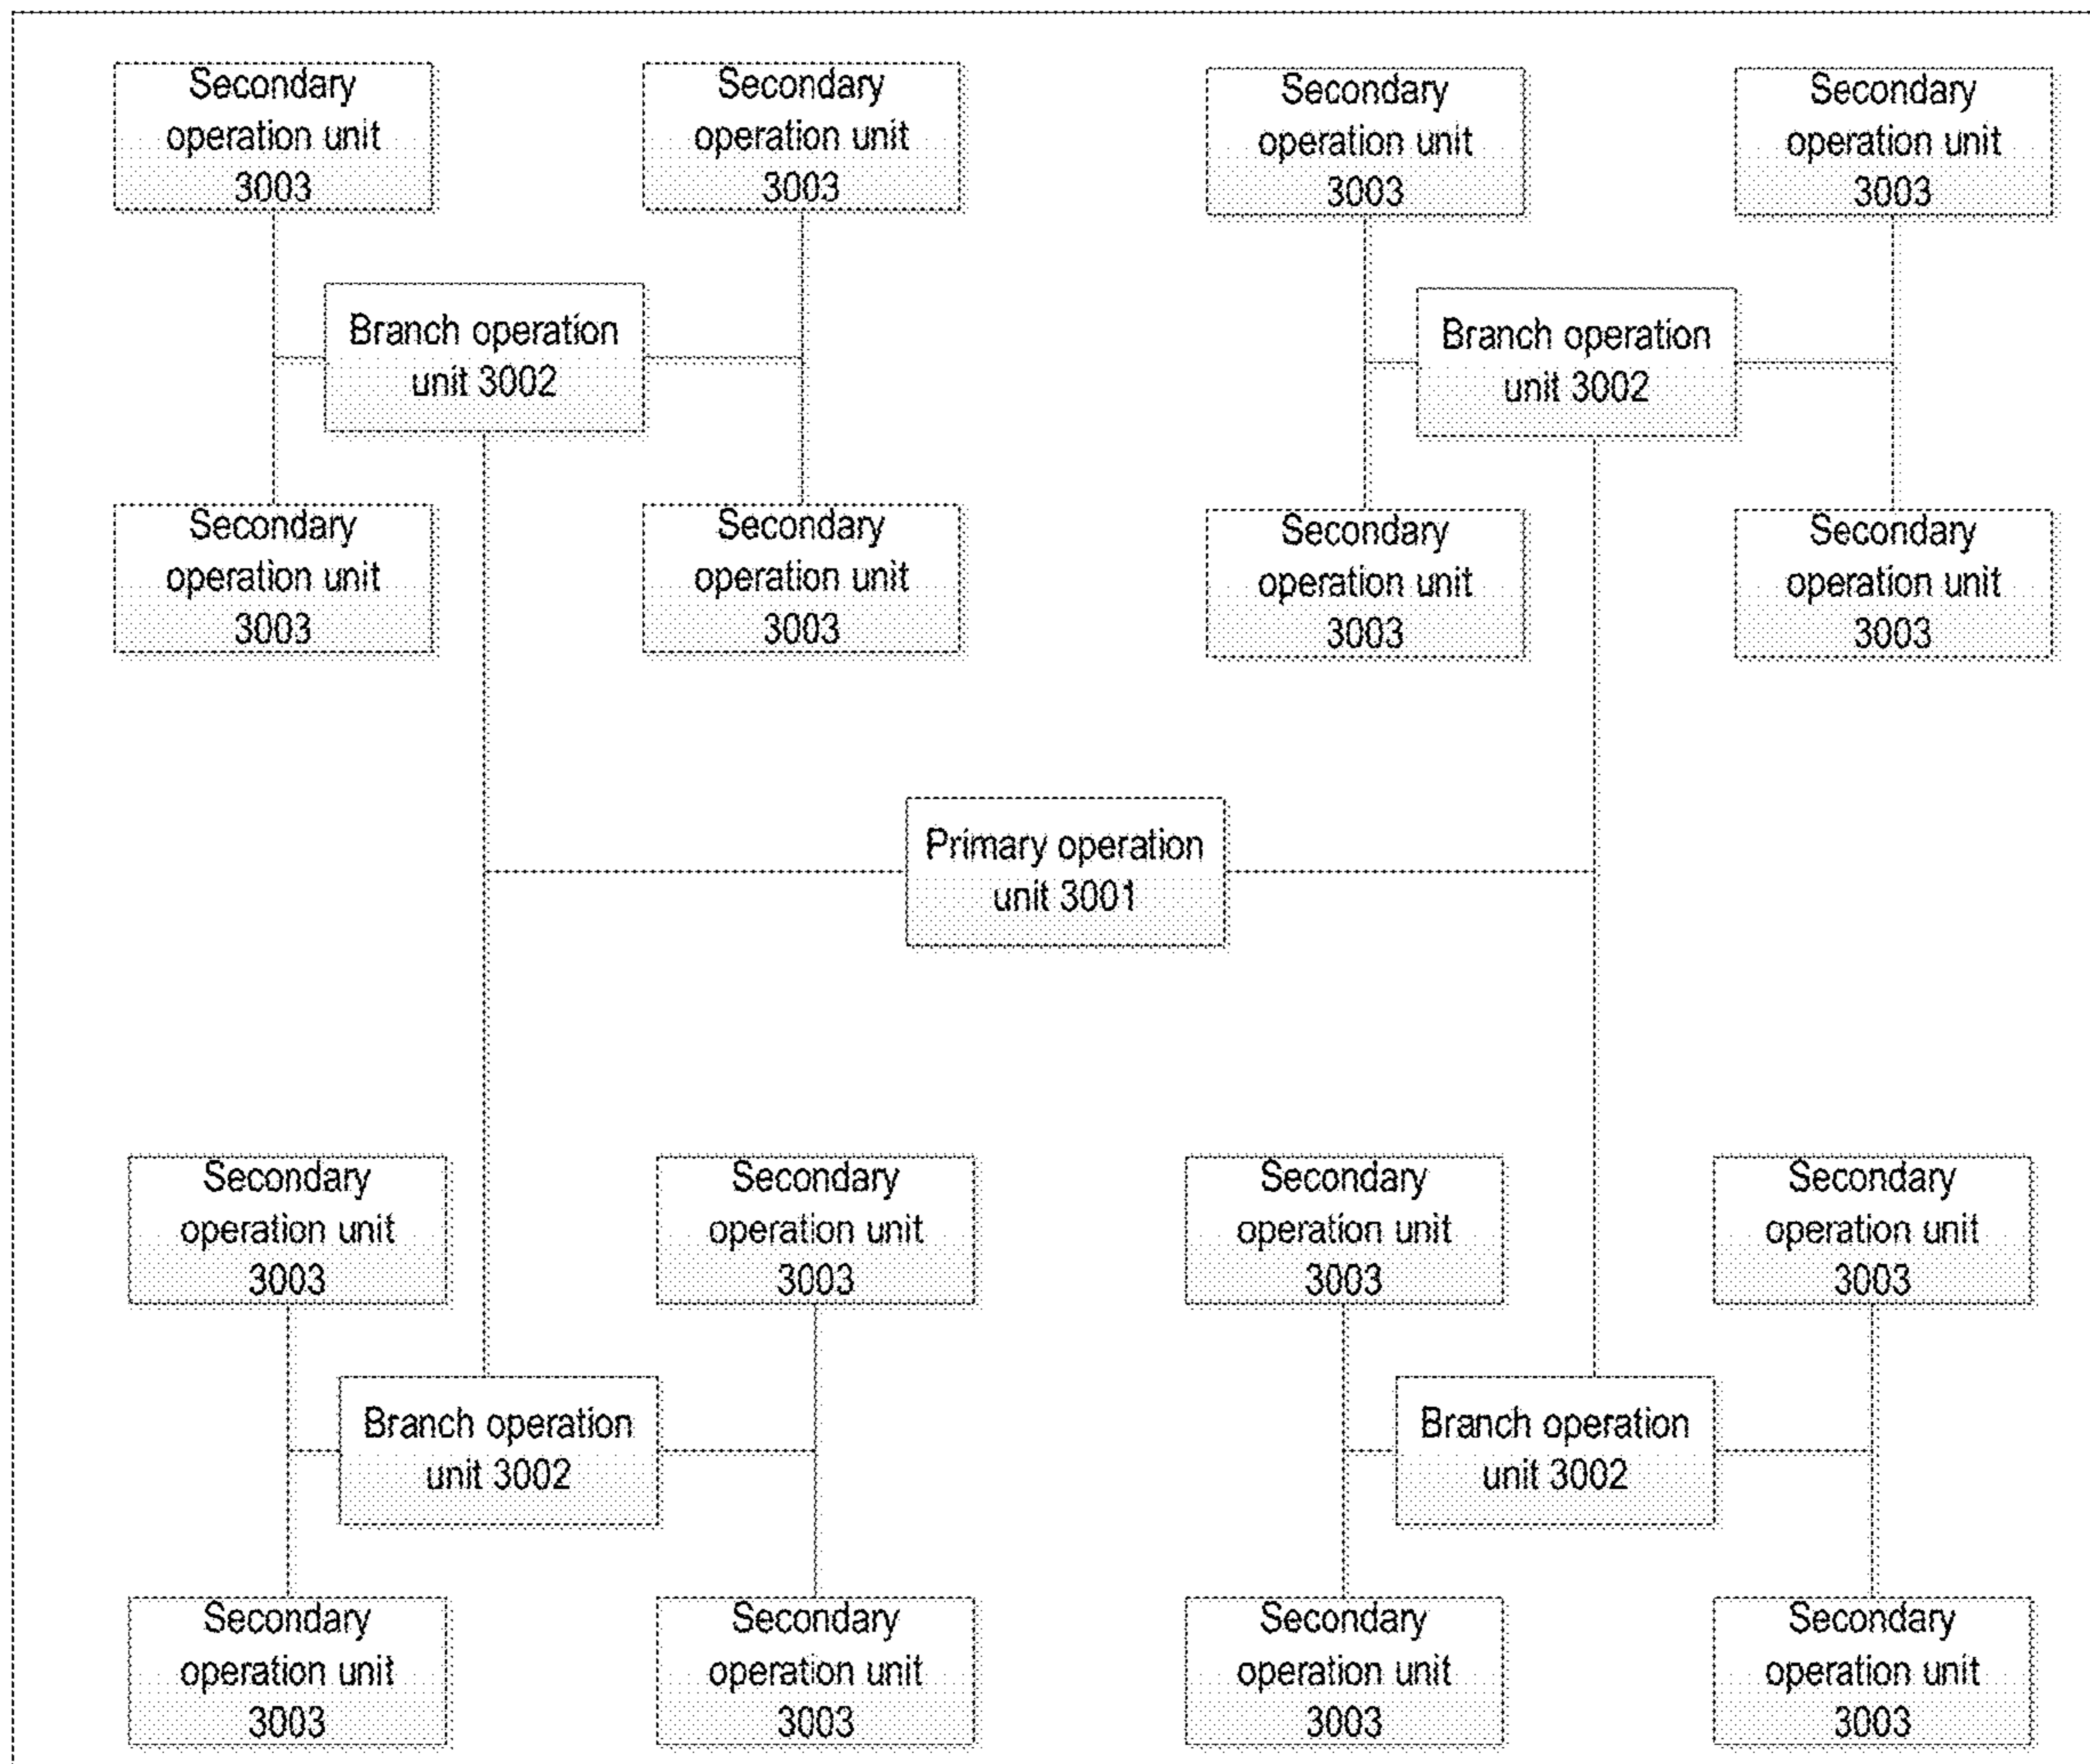 Secondary
operation unit
3003
Secondary
operation unit
3003
Secondary
operation unit
3003
Secondary
operation unit
3003
Branch operation
unit 3002
Branch operation
unit 3002
Secondary
operation unit
3003
Secondary
operation unit
3003
Secondary
operation unit
3003
Secondary
operation unit
3003
Primary operation
unit 3001
Secondary
operation unit
3003
Secondary
operation unit
3003
Secondary
operation unit
3003
Secondary
operation unit
3003
Branch operation
unit 3002
Branch operation
unit 3002
Secondary
operation unit
3003
Secondary
operation unit
3003
Secondary
operation unit
3003
Secondary
operation unit
3003